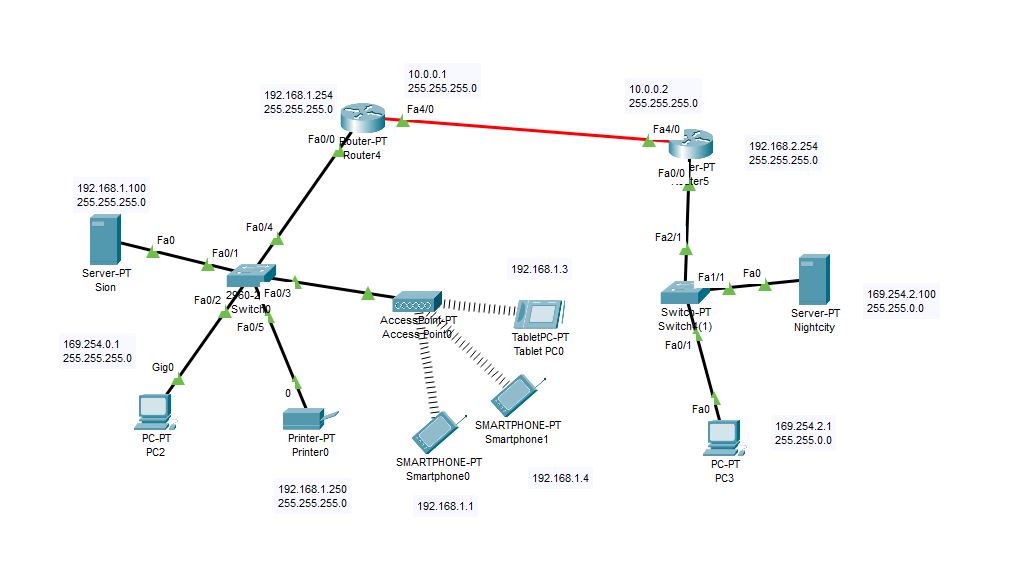 10.0.0.1
255.255.255.0
192.168.1.254
255.255.255.0
Fa4/0
10.0.0.2
255.255.255.0
Fa4/0
Fa0/0
Router-PT
Router4
192.168.2.254
255.255.255.0
er-PT
ter5
Fa0/0
192.168.1.100
255.255.255.0
Fa0/4
Fa0
Fa0/1
Server-PT
Sion
Fa2/1
192.168.1.3
Fa1/1
Fa0
Fa0/2
Fa0/3
Switch0
Fa0/5
AccessPoint-PT
Access Point0
TabletPC-PT
Tablet PC0
Switch-PT
Fa0/1
Server-PT
Nightcity
169.254.2.100
255.255.0.0
169.254.0.1
255.255.255.0
Gig0
0
PC-PT
PC2
Printer-PT
Printer0
SMARTPHONE-PT
Smartphone1
SMARTPHONE-PT
Smartphone0
Fa0
169.254.2.1
255.255.0.0
PC-PT
PC3
192.168.1.250
255.255.255.0
192.168.1.4
192.168.1.1